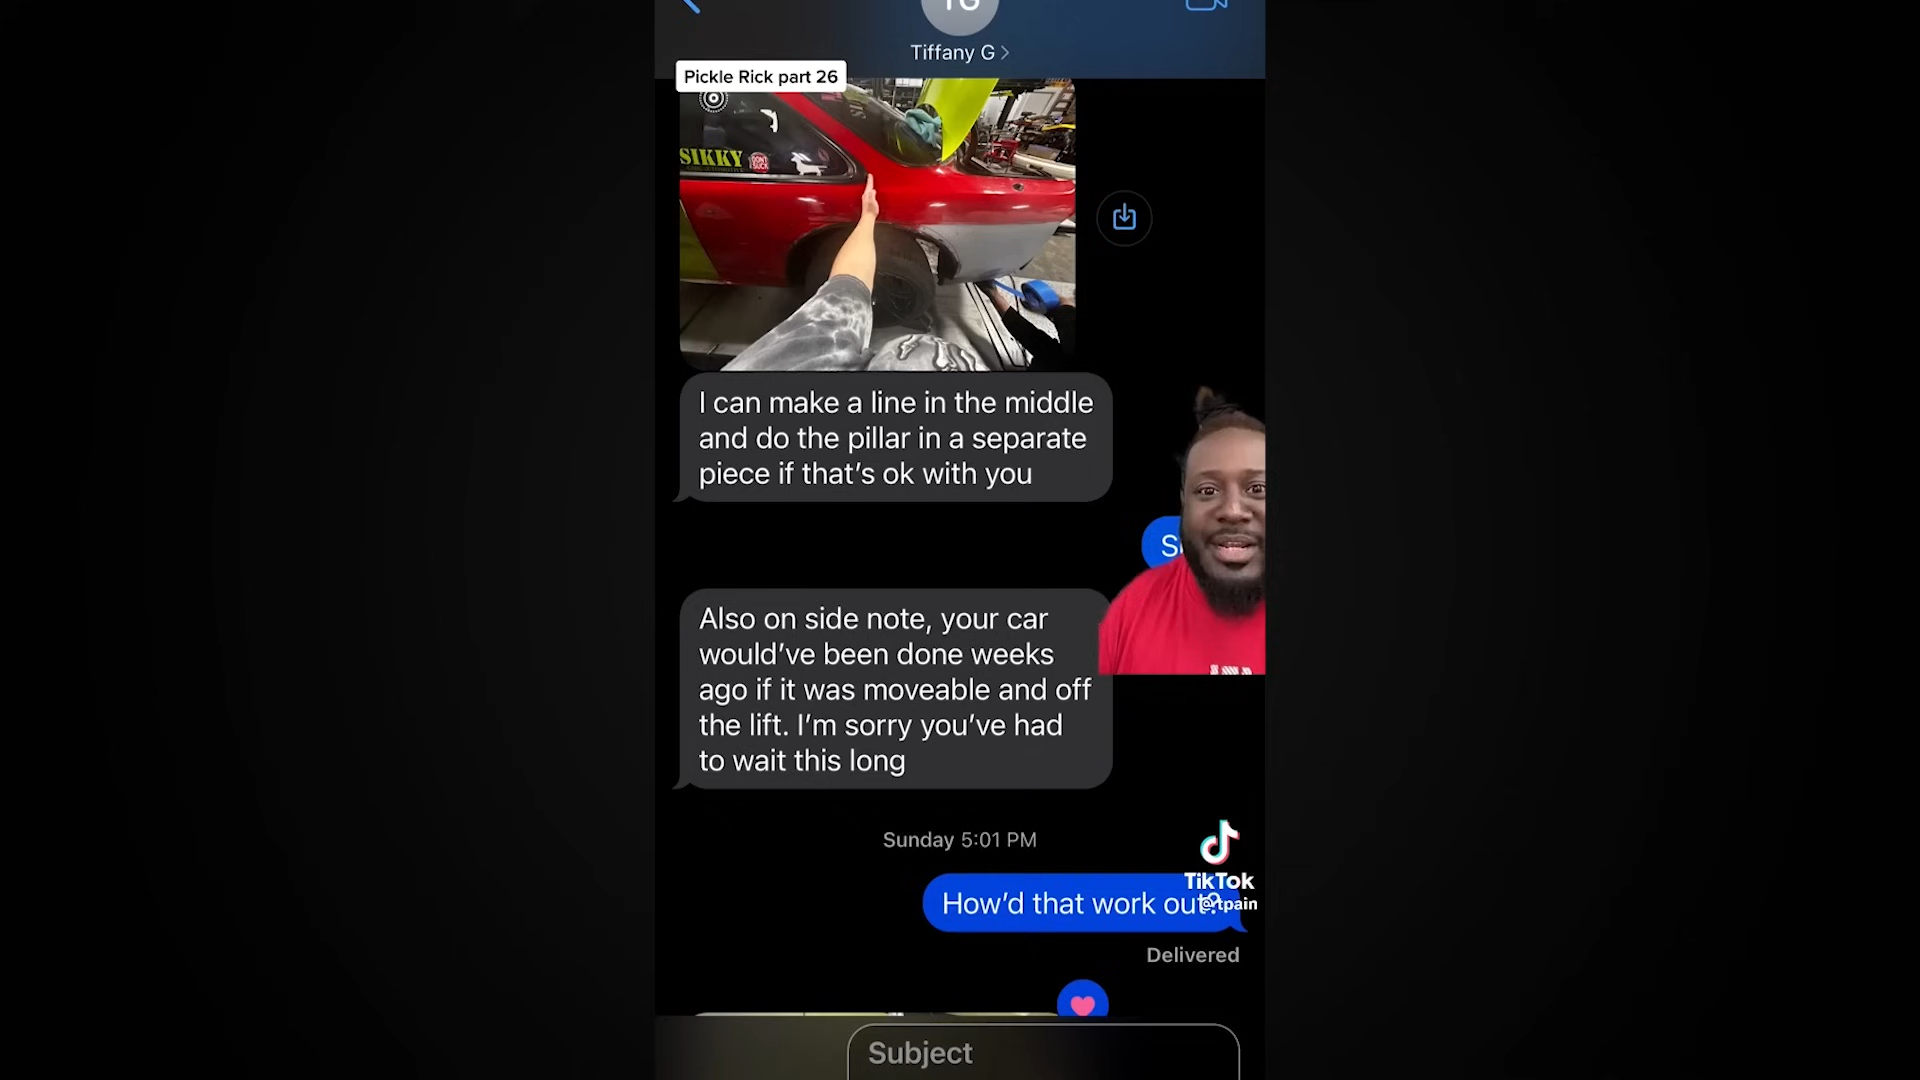 TG
Tiffany G
Pickle Rick part 26
SIKKY
DON'T
SUCK
I can make a line in the middle
and do the pillar in a separate
piece if that's ok with you
S
Also on side note, your car
would've been done weeks
ago if it was moveable and off
the lift. I'm sorry you've had
to wait this long
Sunday 5:01 PM
TikTok
How'd that work out?
@tpain
Delivered
Subject